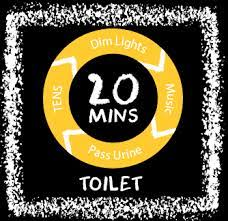 Dim Lights
Music
Pass Urine
TENS
20
MINS
TOILET